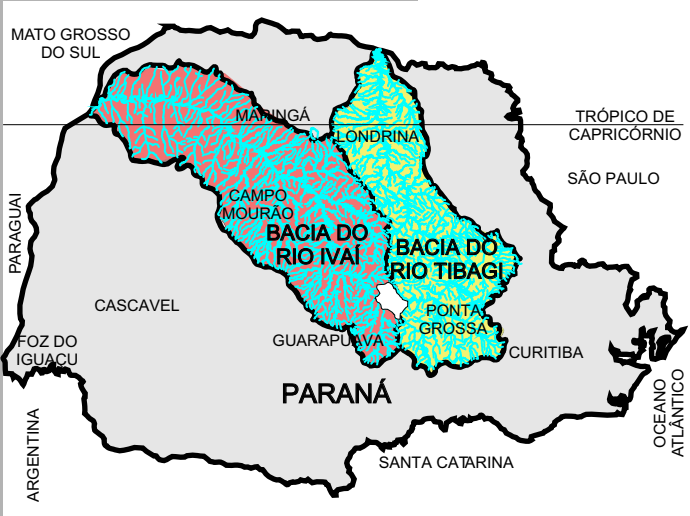 MATO GROSSO
DO SUL
MARINGÁ
LONDRINA
TRÓPICO DE
CAPRICÓRNIO
SÃO PAULO
PARAGUAI
CAMPO
MOURÃO
BACIA DO
RIO IVAÍ
BACIA DO
RIO TIBAGI
CASCAVEL
PONTA
GROSSA
FOZ DO
IGUAÇU
GUARAPUAVA
CURITIBA
PARANÁ
OCEANO
ATLÂNTICO
ARGENTINA
SANTA CATARINA